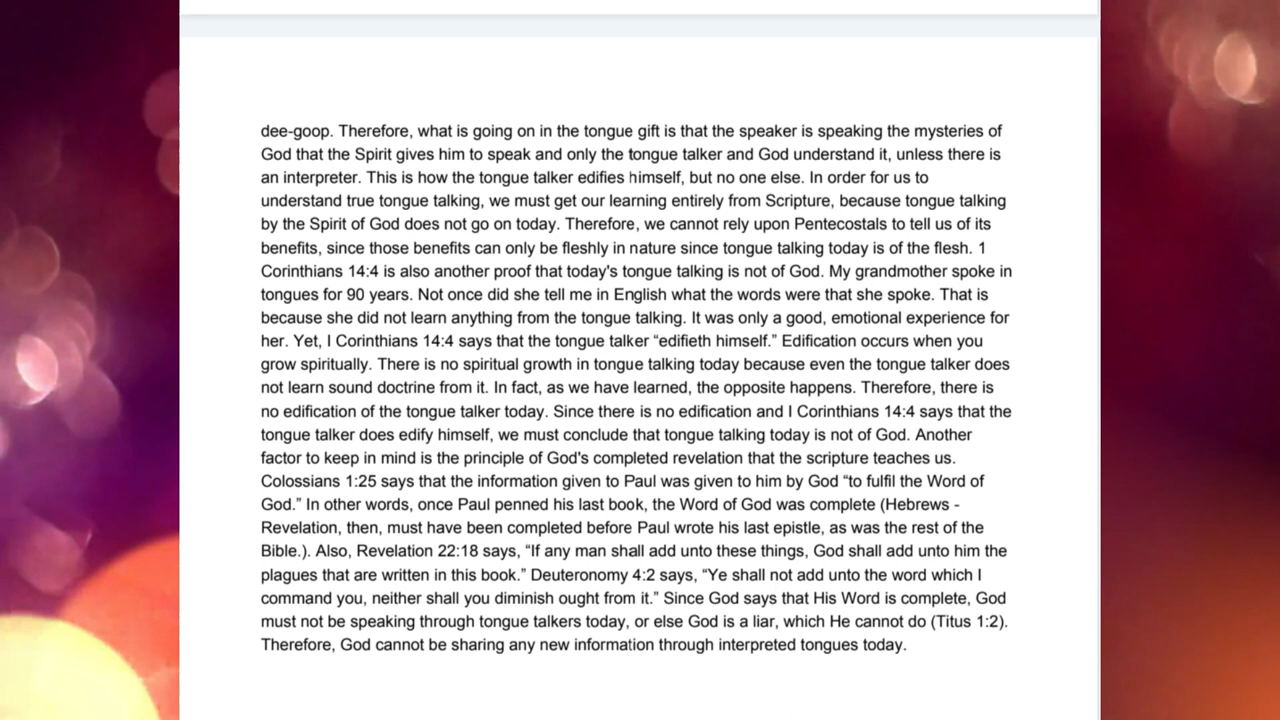 dee-goop. Therefore, what is going on in the tongue gift is that the speaker is speaking the mysteries of
God that the Spirit gives him to speak and only the tongue talker and God understand it, unless there is
an interpreter. This is how the tongue talker edifies himself, but no one else. In order for us to
understand true tongue talking, we must get our learning entirely from Scripture, because tongue talking
by the Spirit of God does not go on today. Therefore, we cannot rely upon Pentecostals to tell us of its
benefits, since those benefits can only be fleshly in nature since tongue talking today is of the flesh. 1
Corinthians 14:4 is also another proof that today's tongue talking is not of God. My grandmother spoke in
tongues for 90 years. Not once did she tell me in English what the words were that she spoke. That is
because she did not learn anything from the tongue talking. It was only a good, emotional experience for
her. Yet, I Corinthians 14:4 says that the tongue talker “edifieth himself.” Edification occurs when you
grow spiritually. There is no spiritual growth in tongue talking today because even the tongue talker does
not learn sound doctrine from it. In fact, as we have learned, the opposite happens. Therefore, there is
no edification of the tongue talker today. Since there is no edification and I Corinthians 14:4 says that the
tongue talker does edify himself, we must conclude that tongue talking today is not of God. Another
factor to keep in mind is the principle of God's completed revelation that the scripture teaches us.
Colossians 1:25 says that the information given to Paul was given to him by God “to fulfil the Word of
God.” In other words, once Paul penned his last book, the Word of God was complete (Hebrews -
Revelation, then, must have been completed before Paul wrote his last epistle, as was the rest of the
Bible.). Also, Revelation 22:18 says, “If any man shall add unto these things, God shall add unto him the
plagues that are written in this book.” Deuteronomy 4:2 says, “Ye shall not add unto the word which I
command you, neither shall you diminish ought from it.” Since God says that His Word is complete, God
must not be speaking through tongue talkers today, or else God is a liar, which He cannot do (Titus 1:2).
Therefore, God cannot be sharing any new information through interpreted tongues today.